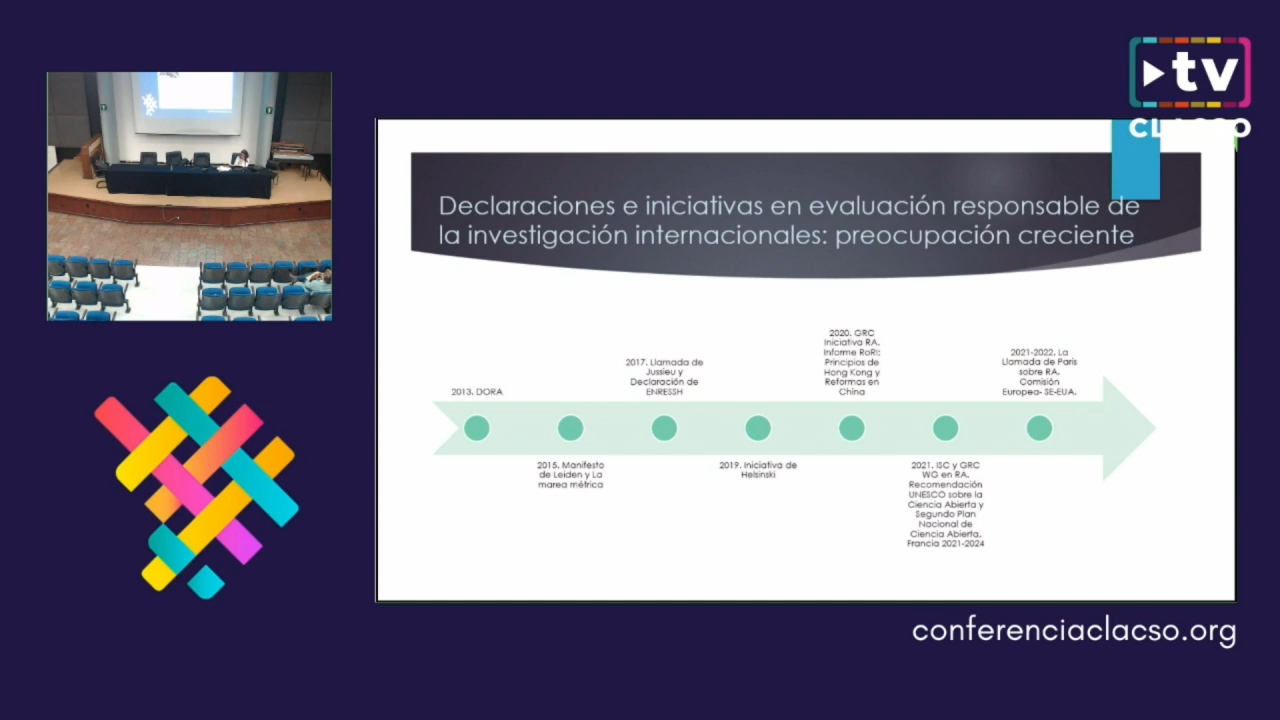 tv
CLACSO
Declaraciones e iniciativas en evaluación responsable de
la investigación internacionales: preocupación creciente
2013. DORA
2015. Manifiesto
de Leiden y La
marea métrica
2017. Llamada de
Jussieu y
Declaración de
ENRESSH
2019. Iniciativa de
Helsinski
2020. GRC
Iniciativa RA.
Informe RoRI:
Principios de
Hong Kong y
Reformas en
China
2021. ISC y GRC
WG en RA.
Recomendación
UNESCO sobre la
Ciencia Abierta y
Segundo Plan
Nacional de
Ciencia Abierta,
Francia 2021-2024
2021-2022. La
Llamada de Paris
sobre RA.
Comisión
Europea- SE-EUA.
conferenciaclacso.org